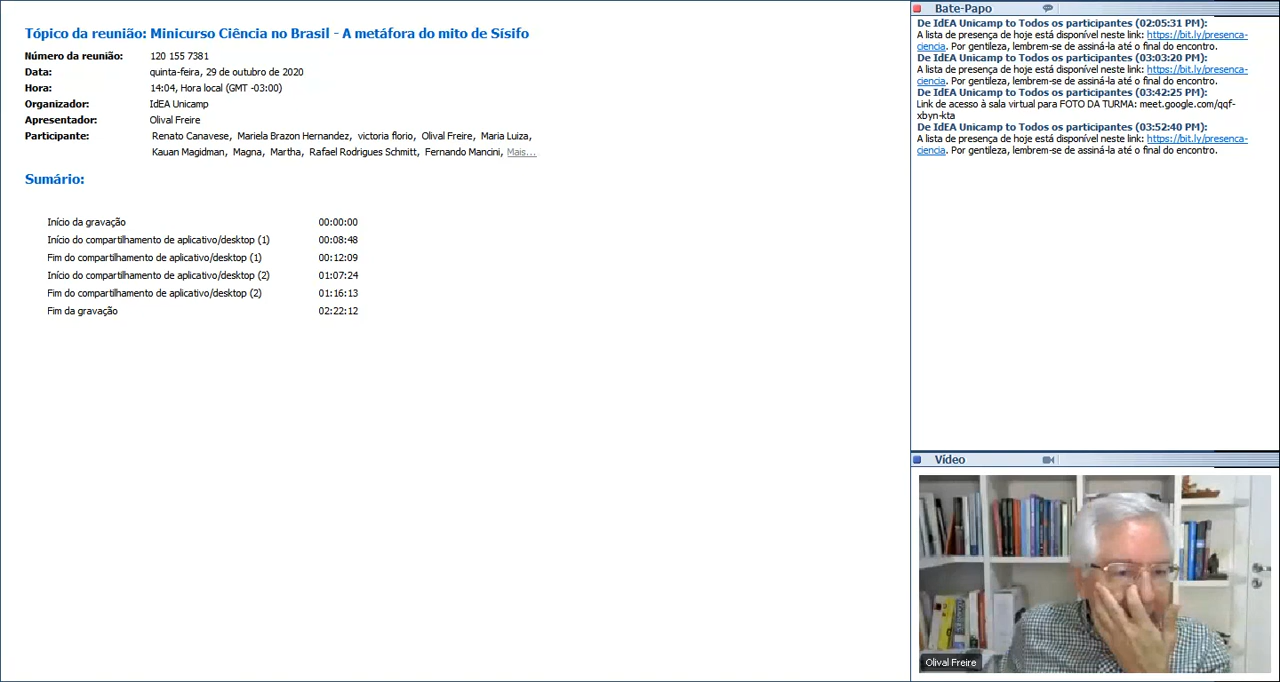 Tópico da reunião: Minicurso Ciência no Brasil - A metáfora do mito de Sísifo
Número da reunião: 120 155 7381
Data: quinta-feira, 29 de outubro de 2020
Hora: 14:04, Hora local (GMT -03:00)
Organizador: IdEA Unicamp
Apresentador: Olival Freire
Participante: Renato Canavese, Mariela Brazon Hernandez, victoria florio, Olival Freire, Maria Luiza,
Kauan Magidman, Magna, Martha, Rafael Rodrigues Schmitt, Fernando Mancini, Mais...
Sumário:
Início da gravação 00:00:00
Início do compartilhamento de aplicativo/desktop (1) 00:08:48
Fim do compartilhamento de aplicativo/desktop (1) 00:12:09
Início do compartilhamento de aplicativo/desktop (2) 01:07:24
Fim do compartilhamento de aplicativo/desktop (2) 01:16:13
Fim da gravação 02:22:12
Bate-Papo
De IdEA Unicamp to Todos os participantes (02:05:31 PM):
A lista de presença de hoje está disponível neste link: https://bit.ly/presenca-
ciencia. Por gentileza, lembrem-se de assiná-la até o final do encontro.
De IdEA Unicamp to Todos os participantes (03:03:20 PM):
A lista de presença de hoje está disponível neste link: https://bit.ly/presenca-
ciencia. Por gentileza, lembrem-se de assiná-la até o final do encontro.
De IdEA Unicamp to Todos os participantes (03:42:25 PM):
Link de acesso à sala virtual para FOTO DA TURMA: meet.google.com/qqf-
xbyn-kta
De IdEA Unicamp to Todos os participantes (03:52:40 PM):
A lista de presença de hoje está disponível neste link: https://bit.ly/presenca-
ciencia. Por gentileza, lembrem-se de assiná-la até o final do encontro.
Vídeo
Olival Freire